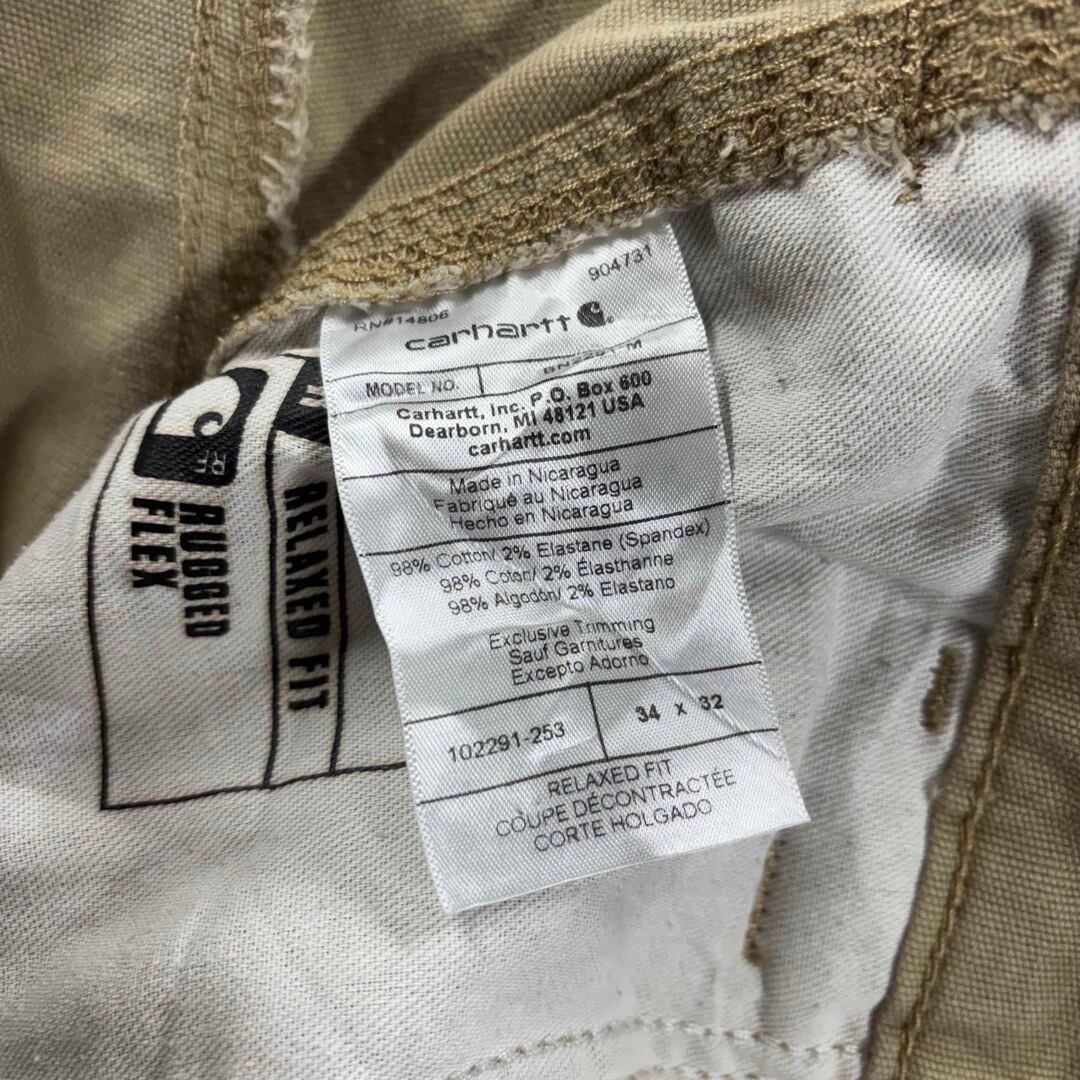 904731
RN#14806
carhartt
MODEL NO.
Carhartt, Inc. P.O. Box 600
Dearborn, MI 48121 USA
carhartt.com
Made in Nicaragua
Fabriqué au Nicaragua
Hecho en Nicaragua
98% Cotton/ 2% Elastane (Spandex)
98% Coton/ 2% Élasthanne
98% Algodón/ 2% Elastano
Exclusive Trimming
Sauf Garnitures
Excepto Adorno
102291-253
34 x 32
RELAXED FIT
COUPE DÉCONTRACTÉE
CORTE HOLGADO
RF
RUGGED
FLEX
RELAXED FIT